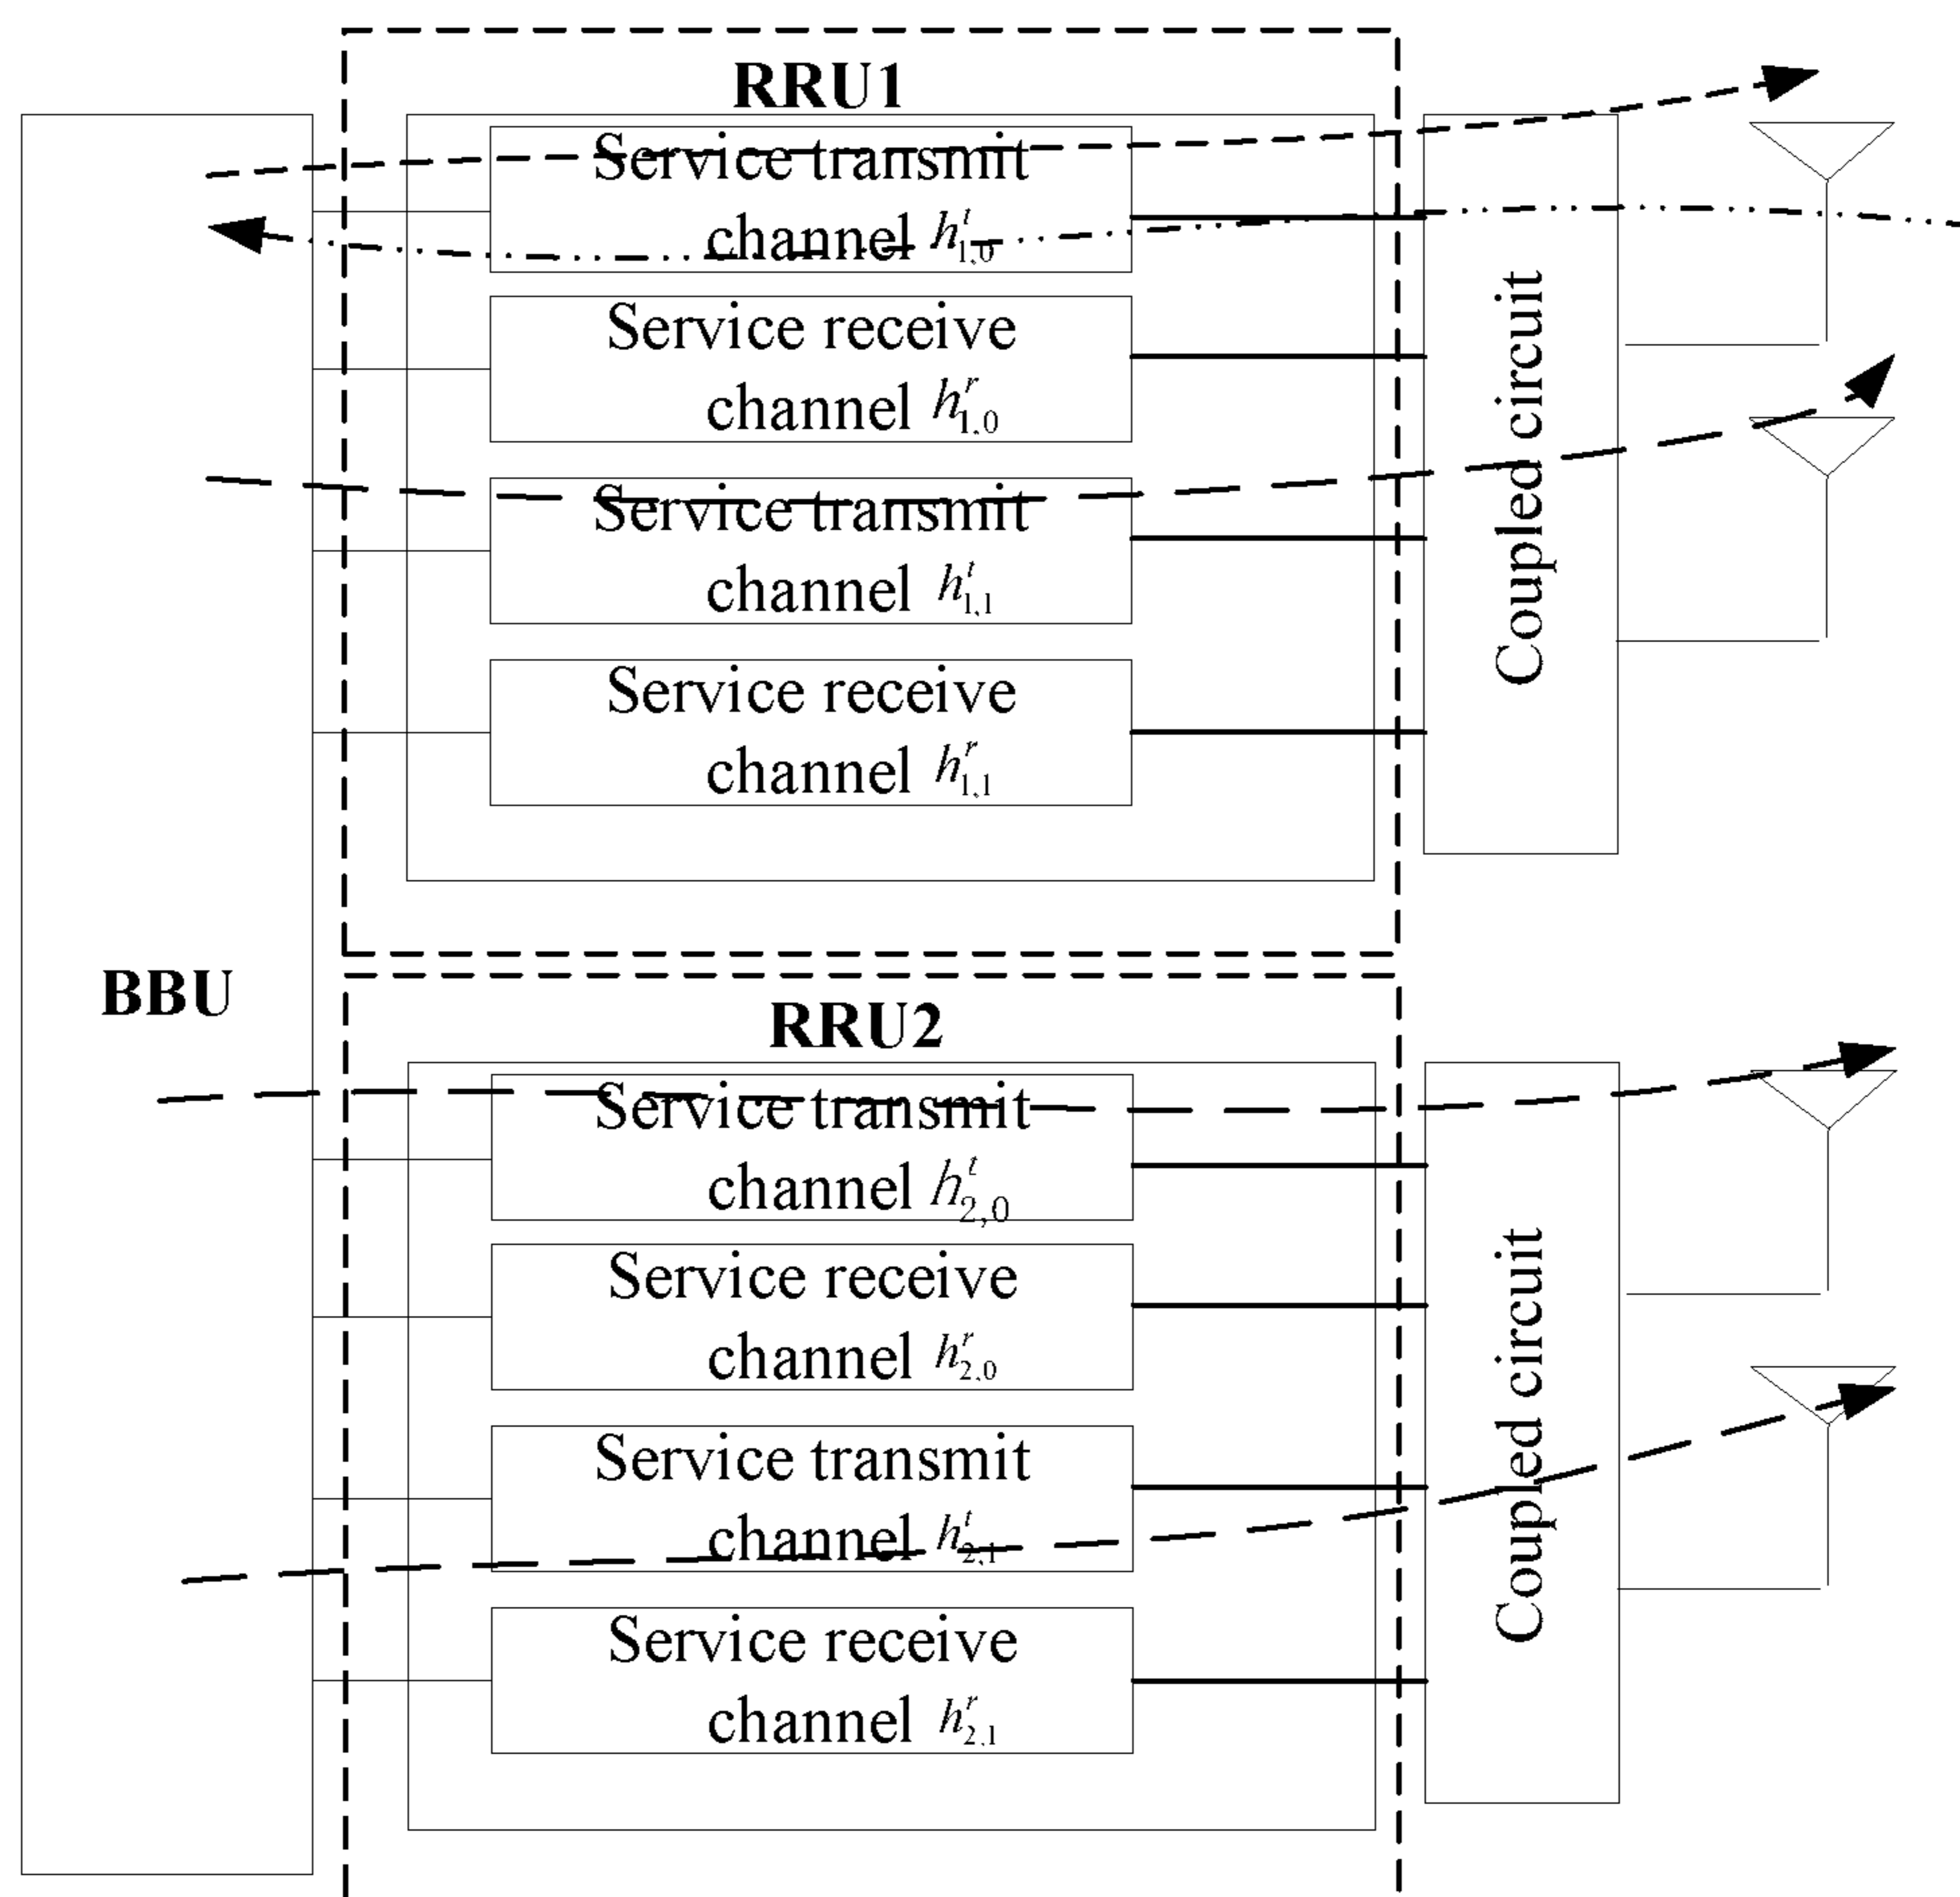 RRU1
Service transmit
channel h^t_{1,0}
Service receive
channel h^r_{1,0}
Service transmit
channel h^t_{1,1}
Service receive
channel h^r_{1,1}
Coupled circuit
BBU
RRU2
Service transmit
channel h^t_{2,0}
Service receive
channel h^r_{2,0}
Service transmit
channel h^t_{2,1}
Service receive
channel h^r_{2,1}
Coupled circuit